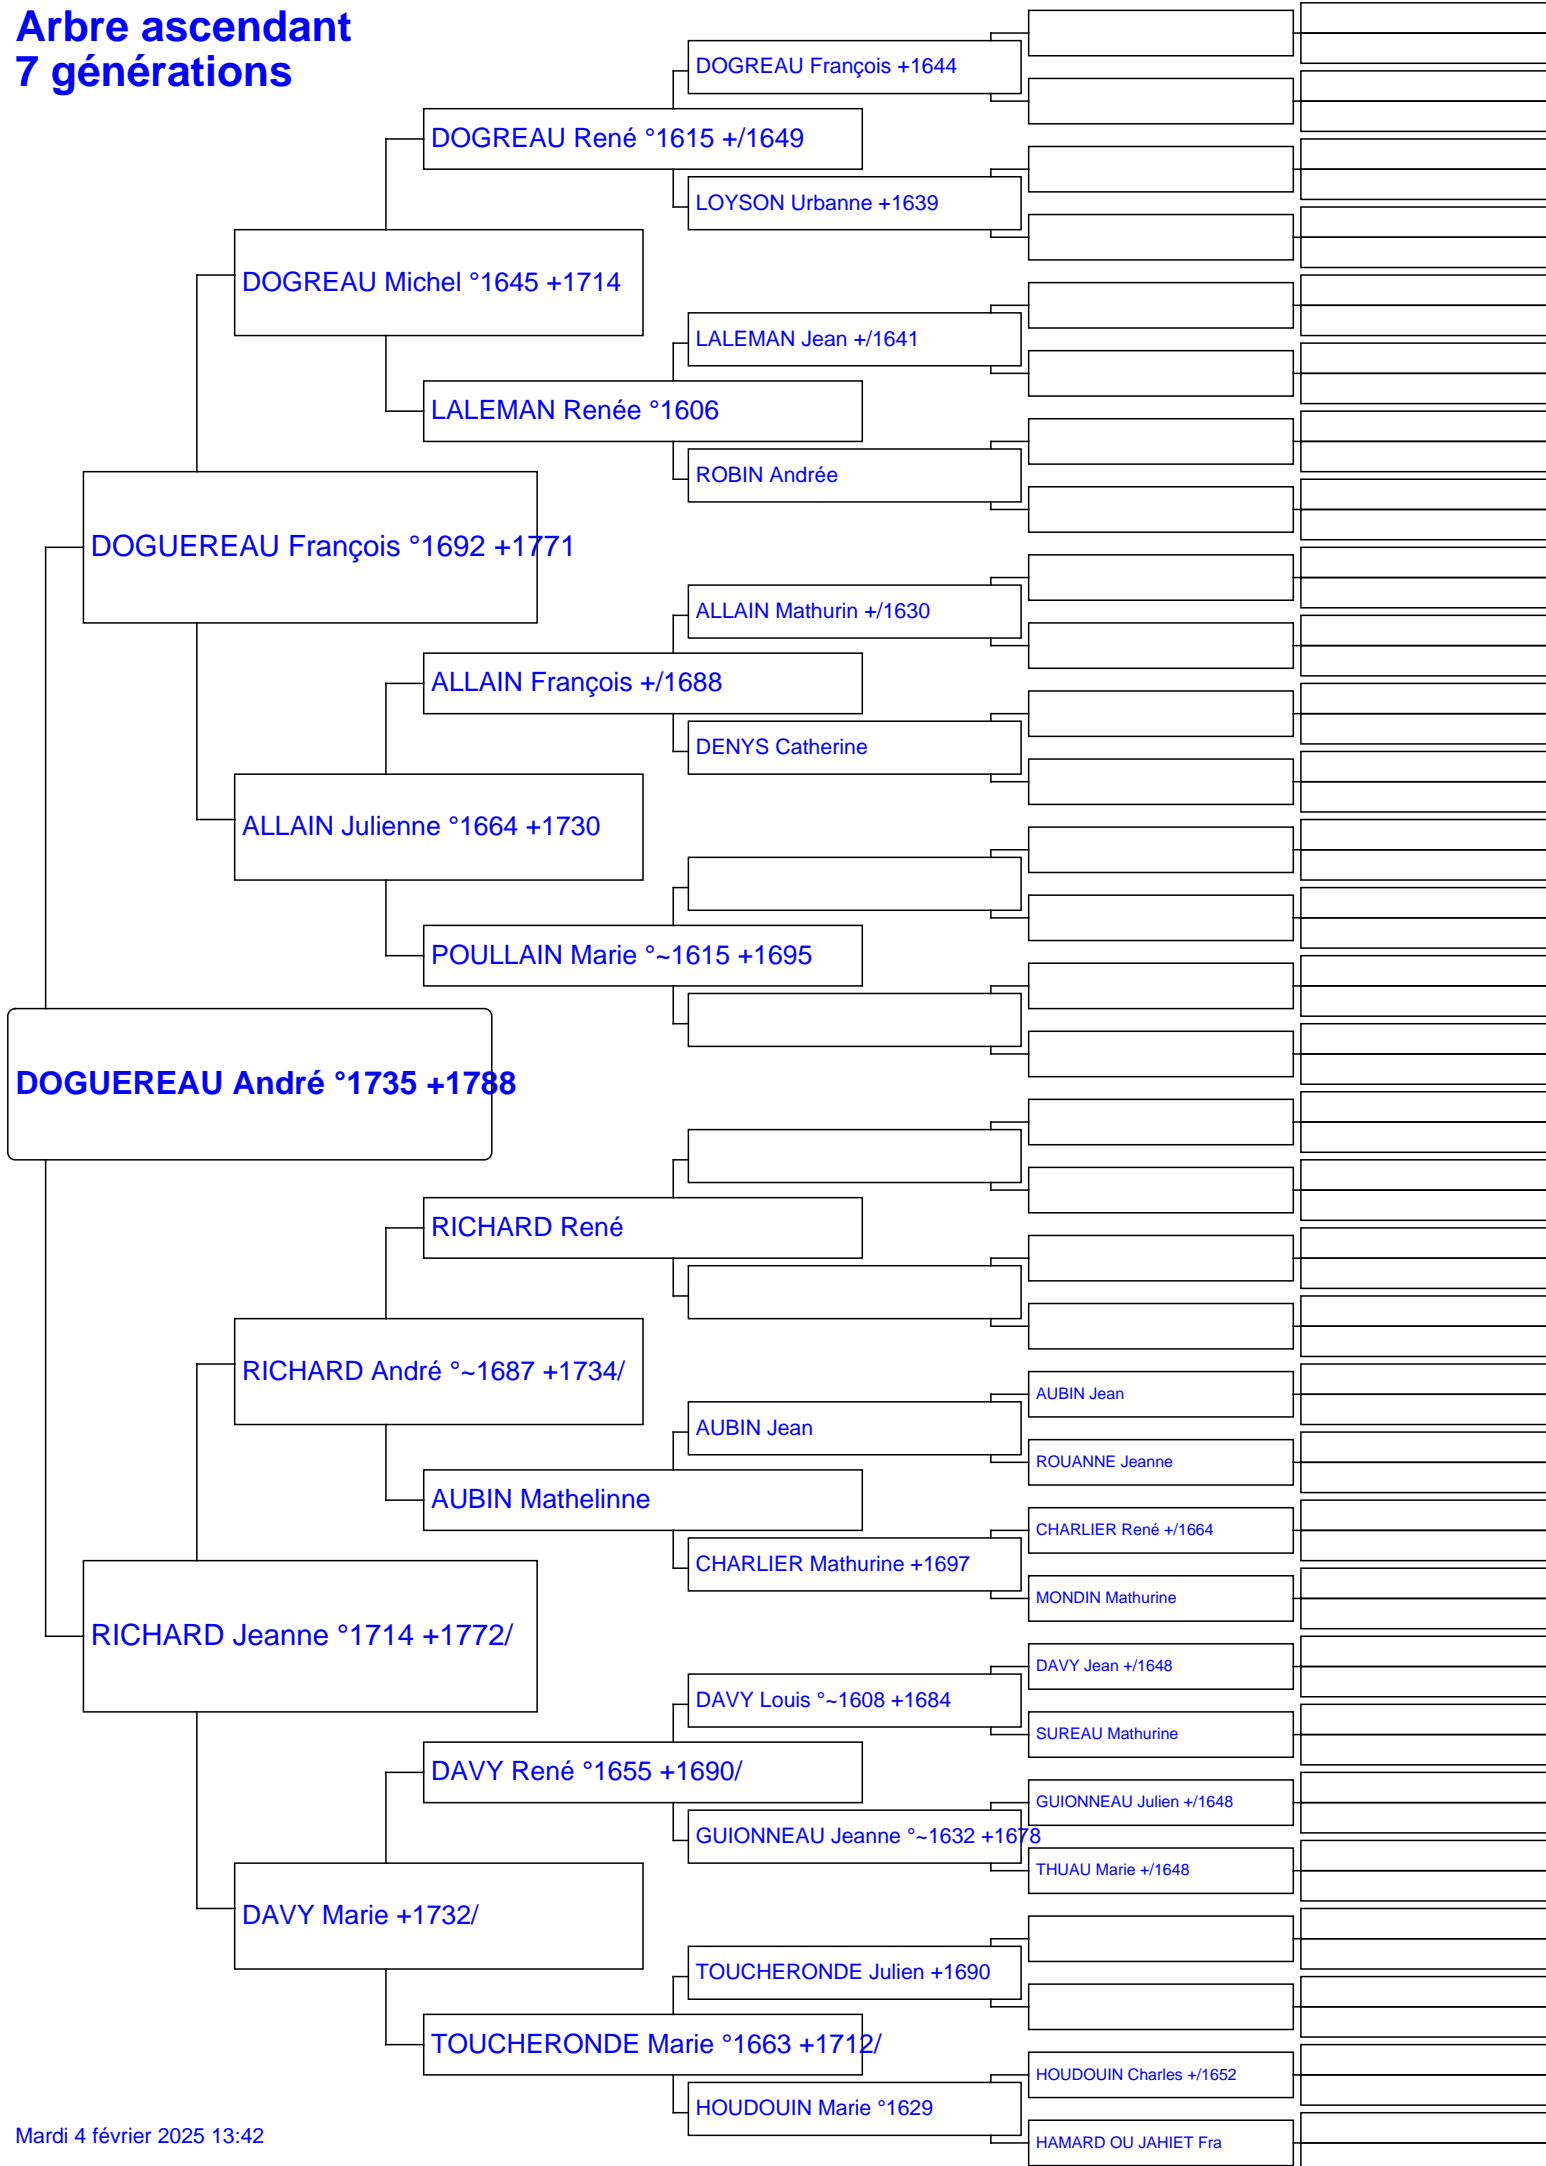 Arbre ascendant
7 générations
DOGREAU François +1644
DOGREAU René °1615 +/1649
LOYSON Urbanne +1639
DOGREAU Michel °1645 +1714
LALEMAN Jean +/1641
LALEMAN Renée °1606
ROBIN Andrée
DOGUEREAU François °1692 +1771
ALLAIN Mathurin +/1630
ALLAIN François +/1688
DENYS Catherine
ALLAIN Julienne °1664 +1730
POULLAIN Marie °~1615 +1695
DOGUEREAU André °1735 +1788
RICHARD René
RICHARD André °~1687 +1734/
AUBIN Jean
AUBIN Jean
ROUANNE Jeanne
AUBIN Mathelinne
CHARLIER René +/1664
CHARLIER Mathurine +1697
MONDIN Mathurine
RICHARD Jeanne °1714 +1772/
DAVY Jean +/1648
DAVY Louis °~1608 +1684
SUREAU Mathurine
DAVY René °1655 +1690/
GUIONNEAU Julien +/1648
GUIONNEAU Jeanne °~1632 +1678
THUAU Marie +/1648
DAVY Marie +1732/
TOUCHERONDE Julien +1690
TOUCHERONDE Marie °1663 +1712/
HOUDOUIN Charles +/1652
HOUDOUIN Marie °1629
HAMARD OU JAHIET Fra
Mardi 4 février 2025 13:42